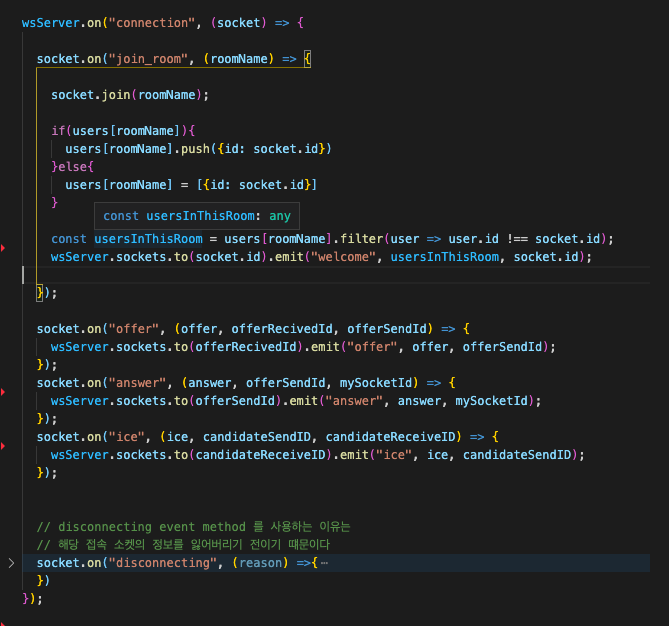 wsServer.on("connection", (socket) => {
socket.on("join_room", (roomName) => {
socket.join(roomName);
if(users[roomName]){
users[roomName].push({id: socket.id})
}else{
users[roomName] = [{id: socket.id}]
}
const usersInThisRoom: any
const usersInThisRoom = users[roomName].filter(user => user.id !== socket.id);
wsServer.sockets.to(socket.id).emit("welcome", usersInThisRoom, socket.id);
});
socket.on("offer", (offer, offerRecivedId, offerSendId) => {
wsServer.sockets.to(offerRecivedId).emit("offer", offer, offerSendId);
});
socket.on("answer", (answer, offerSendId, mySocketId) => {
wsServer.sockets.to(offerSendId).emit("answer", answer, mySocketId);
});
socket.on("ice", (ice, candidateSendID, candidateReceiveID) => {
wsServer.sockets.to(candidateReceiveID).emit("ice", ice, candidateSendID);
});
// disconnecting event method 를 사용하는 이유는
// 해당 접속 소켓의 정보를 잃어버리기 전이기 떄문이다
socket.on("disconnecting", (reason) =>{⋯
})
});